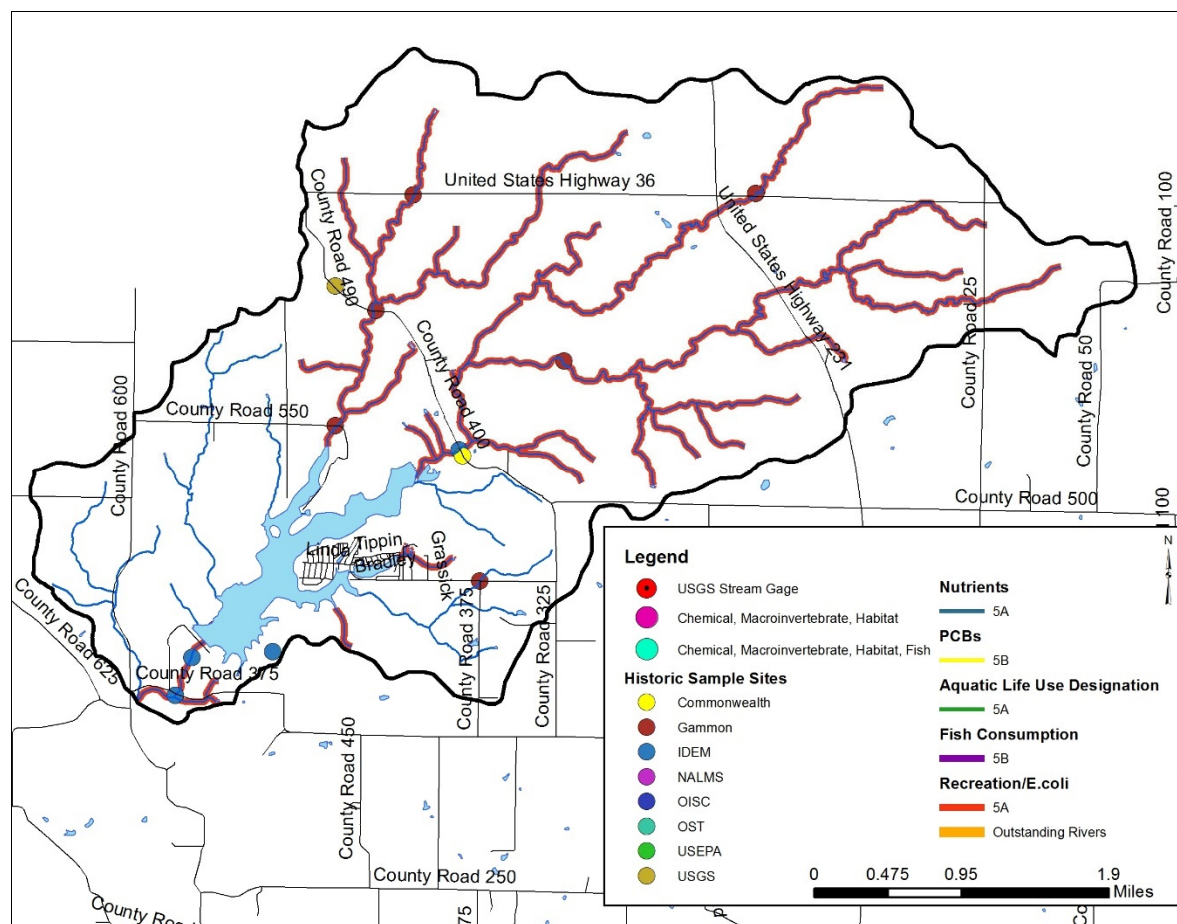 United States Highway 36
County Road 490
United States Highway 231
County Road 100
County Road 25
County Road 50
County Road 400
County Road 600
County Road 550
County Road 500
100
Linda
Tippin
Bradley
Grassick
County Road 375
County Road 325
County Road 625
County Road 375
County Road 450
County Road 250
County Ro
75
Legend
USGS Stream Gage
Chemical, Macroinvertebrate, Habitat
Chemical, Macroinvertebrate, Habitat, Fish
Historic Sample Sites
Commonwealth
Gammon
IDEM
NALMS
OISC
OST
USEPA
USGS
Nutrients
5A
PCBs
5B
Aquatic Life Use Designation
5A
Fish Consumption
5B
Recreation/E.coli
5A
Outstanding Rivers
N
0 0.475 0.95 1.9
Miles